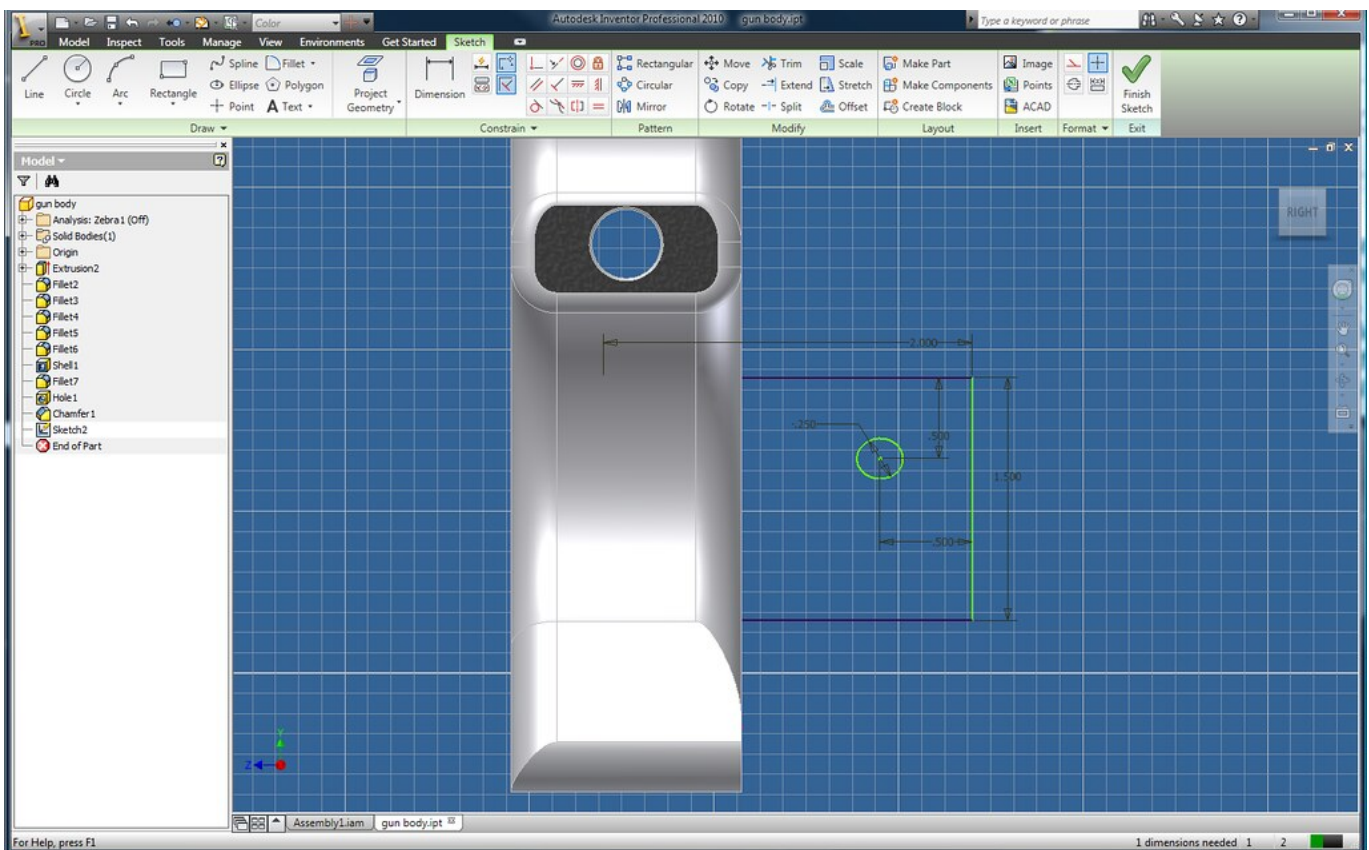 Color
Autodesk Inventor Professional 2010 gun body.ipt
Type a keyword or phrase
PRO
Model Inspect Tools Manage View Environments Get Started Sketch
Line
Circle
Arc
Rectangle
Spline Fillet
Ellipse Polygon
Point A Text
Project Geometry
Dimension
Rectangular
Circular
Mirror
Move Trim Scale
Copy Extend Stretch
Rotate Split Offset
Make Part
Make Components
Create Block
Image
Points
ACAD
Finish Sketch
Draw Constrain Pattern Modify Layout Insert Format Exit
Model
gun body
Analysis: Zebra1 (Off)
Solid Bodies(1)
Origin
Extrusion2
Fillet2
Fillet3
Fillet4
Fillet5
Fillet6
Shell1
Fillet7
Hole1
Chamfer1
Sketch2
End of Part
RIGHT
2.000
.250
.500
1.500
.500
Y
Z
Assembly1.iam gun body.ipt
For Help, press F1
1 dimensions needed 1 2